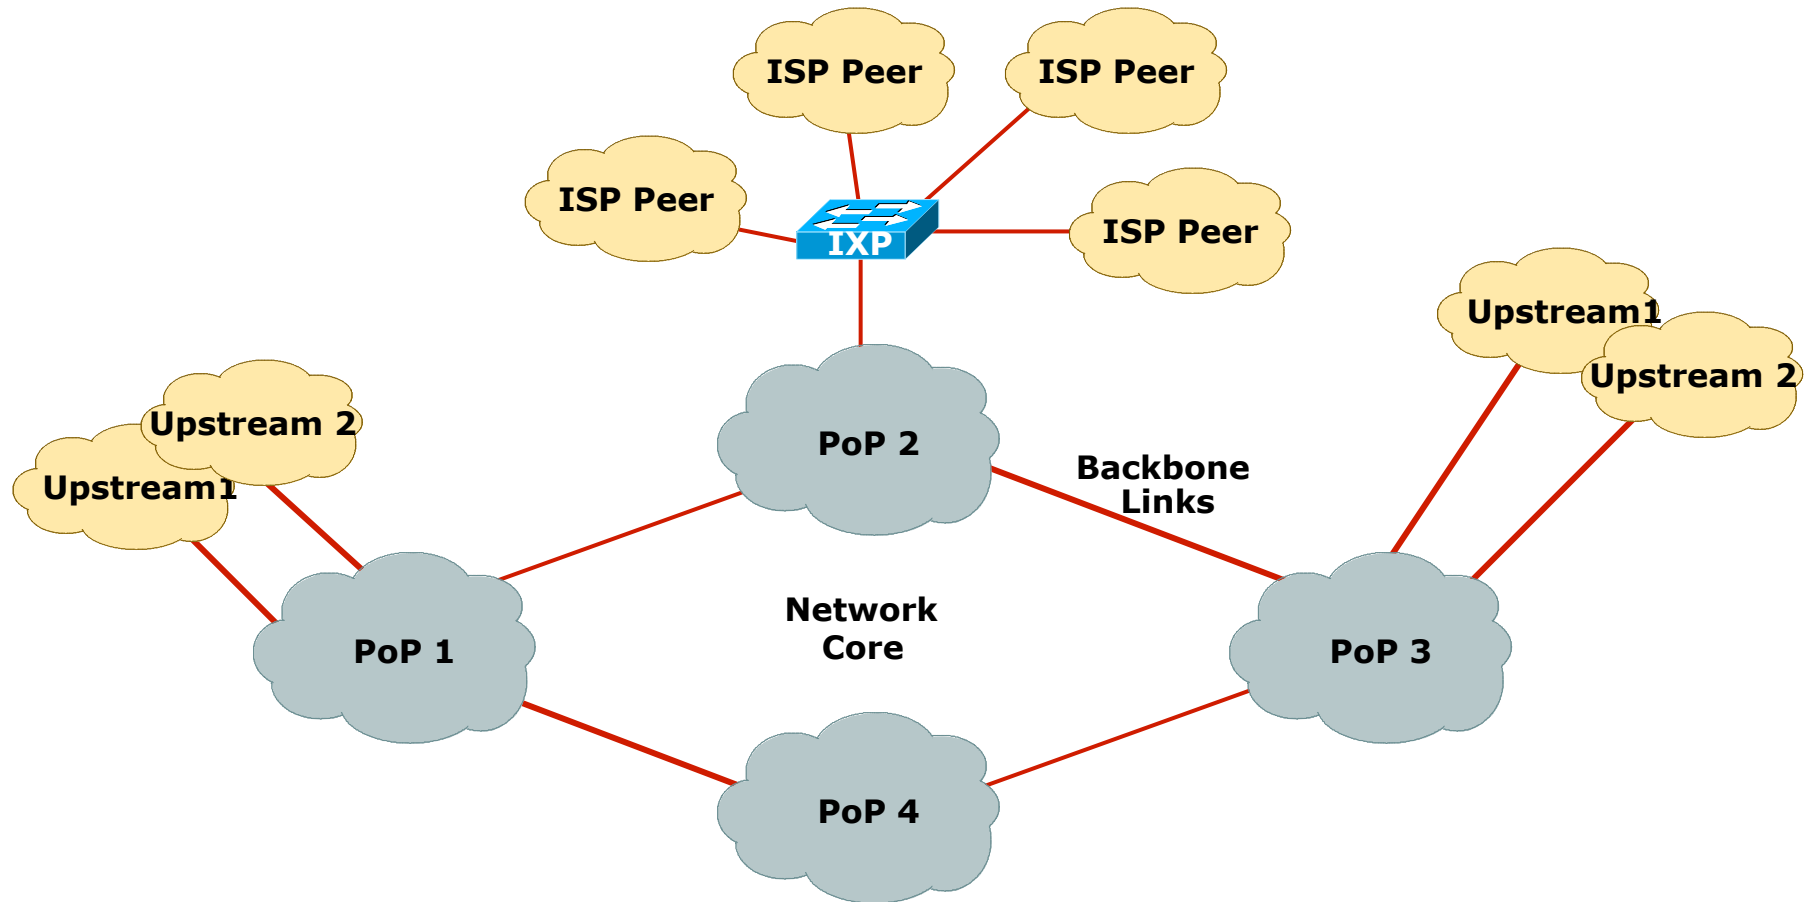 ISP Peer
ISP Peer
ISP Peer
ISP Peer
IXP
Upstream1
Upstream 2
Upstream 2
Upstream1
PoP 2
Backbone
Links
Network
Core
PoP 1
PoP 3
PoP 4